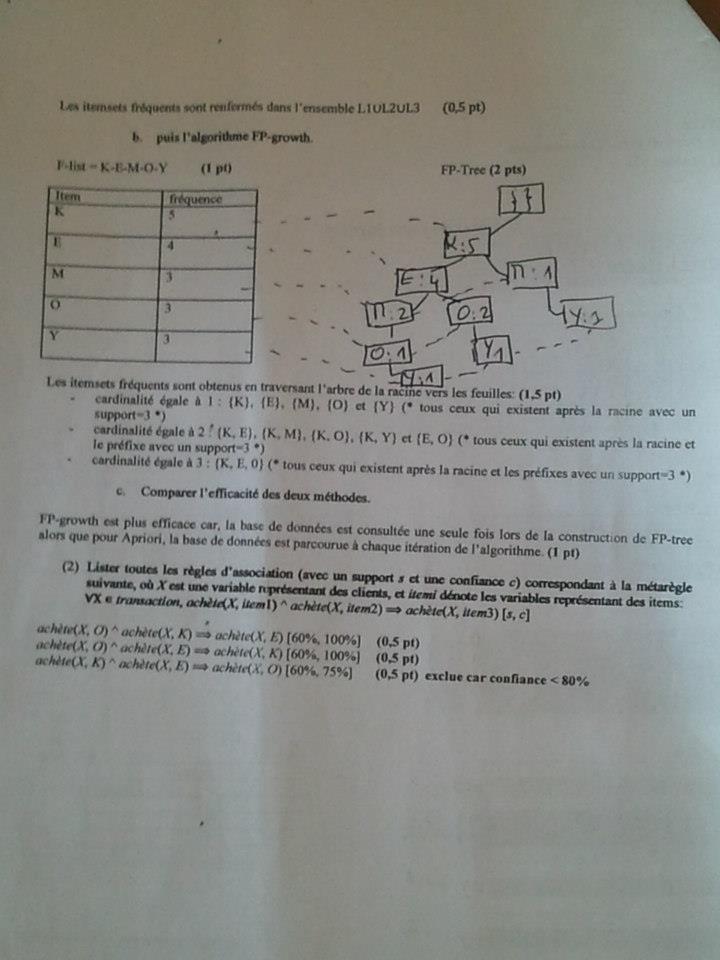 Les itemsets fréquents sont renfermés dans l'ensemble L1∪L2∪L3 (0,5 pt)
b. puis l'algorithme FP-growth.
F-list = K-E-M-O-Y (1 pt)
FP-Tree (2 pts)
Item fréquence
K 5
E 4
M 3
O 3
Y 3
{ }
K:5
E:4 M:1
M:2 O:2 Y:1
O:1 Y1
Y:1
Les itemsets fréquents sont obtenus en traversant l'arbre de la racine vers les feuilles: (1,5 pt)
- cardinalité égale à 1 : {K}, {E}, {M}, {O} et {Y} (* tous ceux qui existent après la racine avec un
support=3 *)
- cardinalité égale à 2 : {K, E}, {K, M}, {K, O}, {K, Y} et {E, O} (* tous ceux qui existent après la racine et
le préfixe avec un support=3 *)
- cardinalité égale à 3 : {K, E, 0} (* tous ceux qui existent après la racine et les préfixes avec un support=3 *)
c. Comparer l'efficacité des deux méthodes.
FP-growth est plus efficace car, la base de données est consultée une seule fois lors de la construction de FP-tree
alors que pour Apriori, la base de données est parcourue à chaque itération de l'algorithme. (1 pt)
(2) Lister toutes les règles d'association (avec un support s et une confiance c) correspondant à la métarègle
suivante, où X est une variable représentant des clients, et itemi dénote les variables représentant des items:
∀X ∈ transaction, achète(X, item1) ^ achète(X, item2) ⟹ achète(X, item3) [s, c]
achète(X, O) ^ achète(X, K) ⟹ achète(X, E) [60%, 100%] (0,5 pt)
achète(X, O) ^ achète(X, E) ⟹ achète(X, K) [60%, 100%] (0,5 pt)
achète(X, K) ^ achète(X, E) ⟹ achète(X, O) [60%, 75%] (0,5 pt) exclue car confiance < 80%